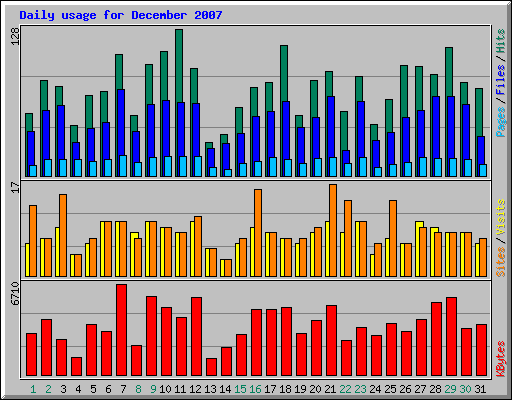 Daily usage for December 2007
128
Pages / Files / Hits
17
Sites / Visits
6710
KBytes
1 2 3 4 5 6 7 8 9 10 11 12 13 14 15 16 17 18 19 20 21 22 23 24 25 26 27 28 29 30 31